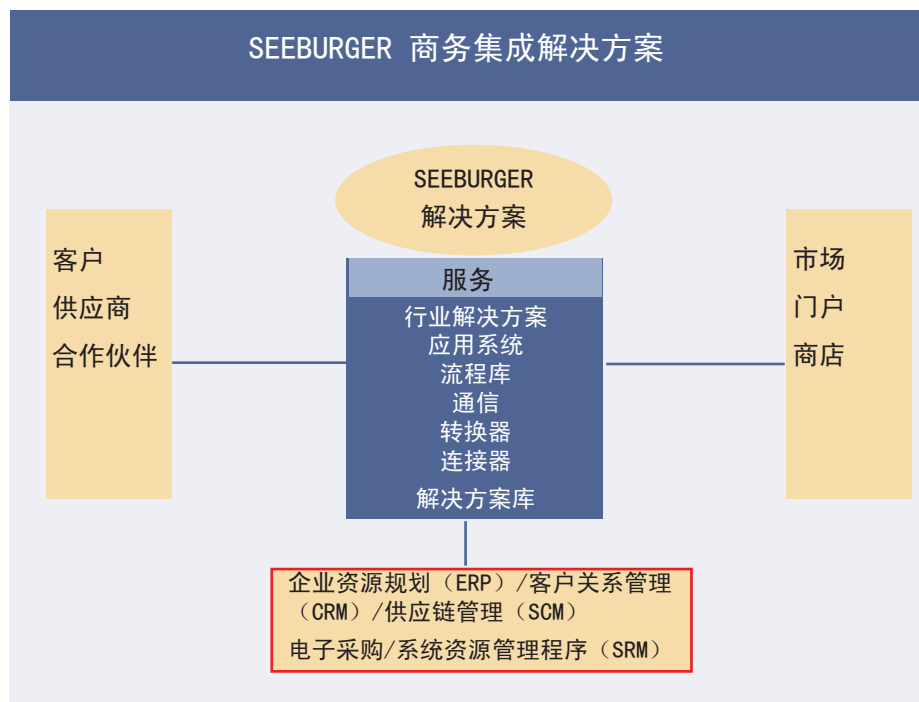 SEEBURGER 商务集成解决方案
SEEBURGER
解决方案
客户
供应商
合作伙伴
服务
行业解决方案
应用系统
流程库
通信
转换器
连接器
解决方案库
市场
门户
商店
企业资源规划（ERP）/客户关系管理
（CRM）/供应链管理（SCM）
电子采购/系统资源管理程序（SRM）